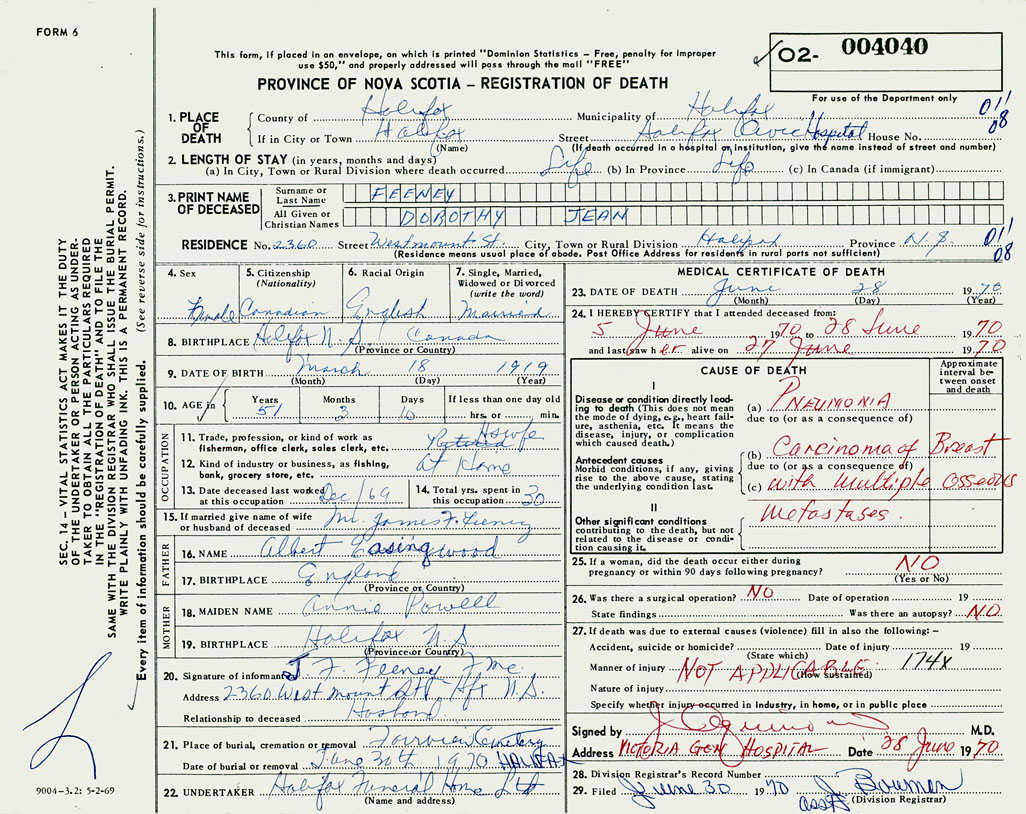 FORM 6
This form, if placed in an envelope, on which is printed "Dominion Statistics – Free, penalty for improper
use $50," and properly addressed will pass through the mail "FREE"
O2- 004040
PROVINCE OF NOVA SCOTIA – REGISTRATION OF DEATH
For use of the Department only
1. PLACE OF DEATH
County of Halifax Municipality of Halifax 011
If in City or Town Halifax Street Halifax Civic Hospital House No. 08
(Name) (If death occurred in a hospital or institution, give the name instead of street and number)
2. LENGTH OF STAY (in years, months and days)
(a) In City, Town or Rural Division where death occurred Life (b) In Province Life (c) In Canada (if immigrant)
3. PRINT NAME OF DECEASED
Surname or Last Name FEENEY
All Given or Christian Names DOROTHY JEAN
RESIDENCE No. 2360 Street Westmount St. City, Town or Rural Division Halifax Province N.S. 011
(Residence means usual place of abode. Post Office Address for residents in rural parts not sufficient) 08
4. Sex Female
5. Citizenship (Nationality) Canadian
6. Racial Origin English
7. Single, Married, Widowed or Divorced (write the word) Married
8. BIRTHPLACE Halifax N.S. Canada
(Province or Country)
9. DATE OF BIRTH March 18 1919
(Month) (Day) (Year)
10. AGE in Years 51 Months 3 Days 10 If less than one day old hrs. or min.
OCCUPATION
11. Trade, profession, or kind of work as fisherman, office clerk, sales clerk, etc. Hswfe
12. Kind of industry or business, as fishing, bank, grocery store, etc. at Home
13. Date deceased last worked at this occupation Dec/69
14. Total yrs. spent in this occupation 30
15. If married give name of wife or husband of deceased Mr. James F. Feeney
FATHER
16. NAME Albert Easingwood
17. BIRTHPLACE England
(Province or Country)
MOTHER
18. MAIDEN NAME Annie Powell
19. BIRTHPLACE Halifax N.S
(Province or Country)
20. Signature of informant J F. Feeney
Address 2360 West mount St Hfx N.S.
Relationship to deceased Husband
21. Place of burial, cremation or removal Fairview Cemetery
Date of burial or removal June 30th 1970 HALIFAX
22. UNDERTAKER Halifax Funeral Home Ltd
(Name and address)
MEDICAL CERTIFICATE OF DEATH
23. DATE OF DEATH June 28 1970
(Month) (Day) (Year)
24. I HEREBY CERTIFY that I attended deceased from:
5 June 1970 to 28 June 1970
and last saw her alive on 27 June 1970
CAUSE OF DEATH
Approximate interval between onset and death
I
Disease or condition directly leading to death (This does not mean the mode of dying, e.g., heart failure, asthenia, etc. It means the disease, injury, or complication which caused death.)
(a) PNEUMONIA
due to (or as a consequence of)
Antecedent causes
Morbid conditions, if any, giving rise to the above cause, stating the underlying condition last.
(b) Carcinoma of Breast
due to (or as a consequence of)
(c) with multiple osseous
Metastases.
II
Other significant conditions
contributing to the death, but not related to the disease or condition causing it.
25. If a woman, did the death occur either during pregnancy or within 90 days following pregnancy? NO
(Yes or No)
26. Was there a surgical operation? NO Date of operation 19
State findings Was there an autopsy? NO
27. If death was due to external causes (violence) fill in also the following: –
Accident, suicide or homicide? Date of injury 19
(State which)
Manner of injury NOT APPLICABLE 174X
(How sustained)
Nature of injury
Specify whether injury occurred in industry, in home, or in public place
Signed by M.D.
Address VICTORIA GEN HOSPITAL Date 28 June 1970
28. Division Registrar's Record Number
29. Filed June 30 1970 J. Bowman
asst (Division Registrar)
SEC. 14 – VITAL STATISTICS ACT MAKES IT THE DUTY
OF THE UNDERTAKER OR PERSON ACTING AS UNDER-
TAKER TO OBTAIN ALL THE PARTICULARS REQUIRED
IN THE "REGISTRATION OF DEATH" AND TO FILE THE
SAME WITH THE DIVISION REGISTRAR WHO SHALL ISSUE THE BURIAL PERMIT.
WRITE PLAINLY WITH UNFADING INK. THIS IS A PERMANENT RECORD.
Every item of information should be carefully supplied. (See reverse side for instructions.)
9004-3.2: 5-2-69